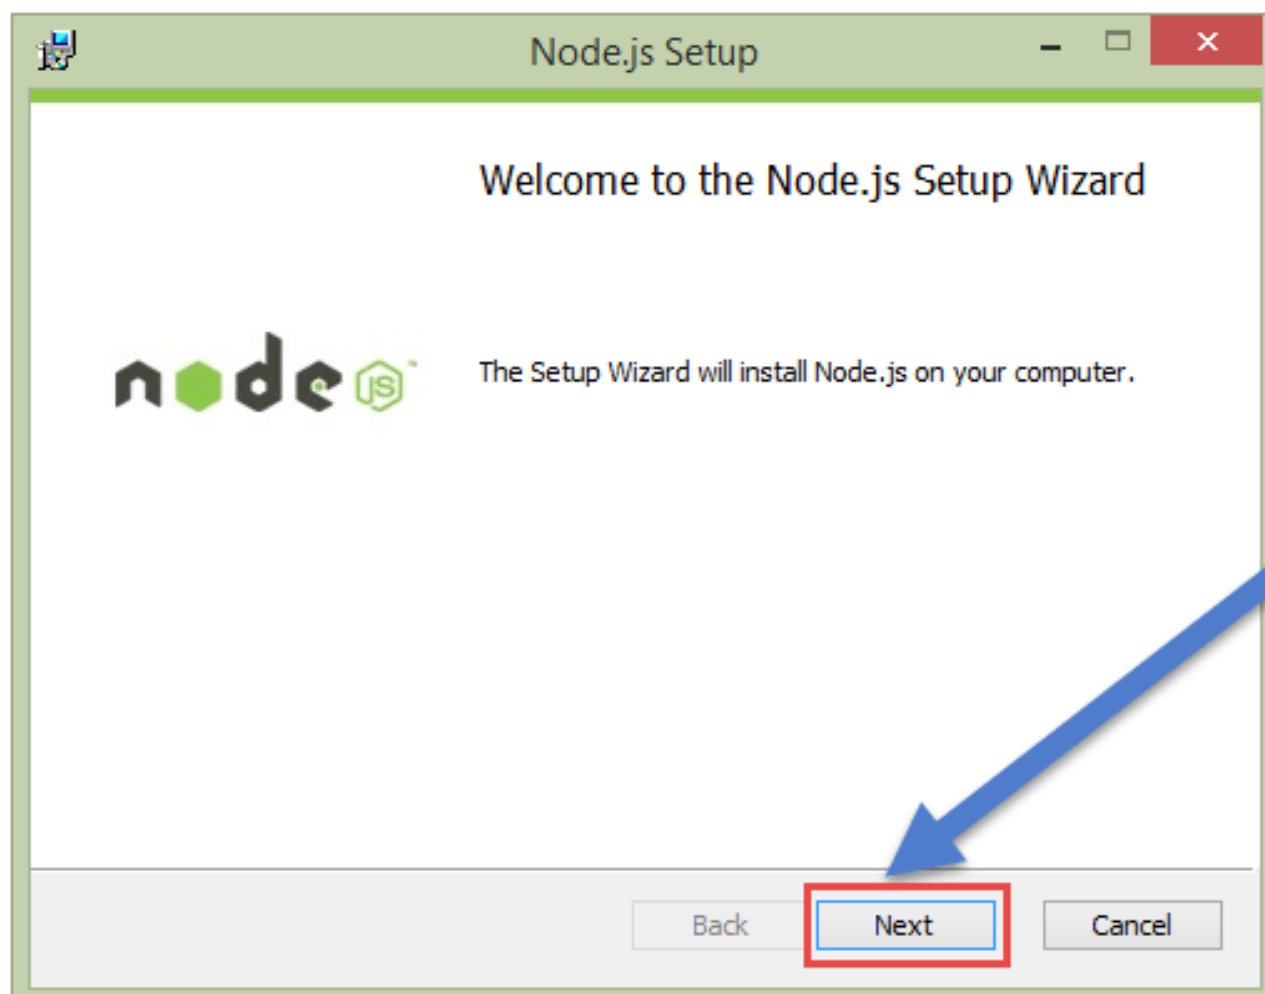 Node.js Setup
Welcome to the Node.js Setup Wizard
node JS™
The Setup Wizard will install Node.js on your computer.
Back
Next
Cancel